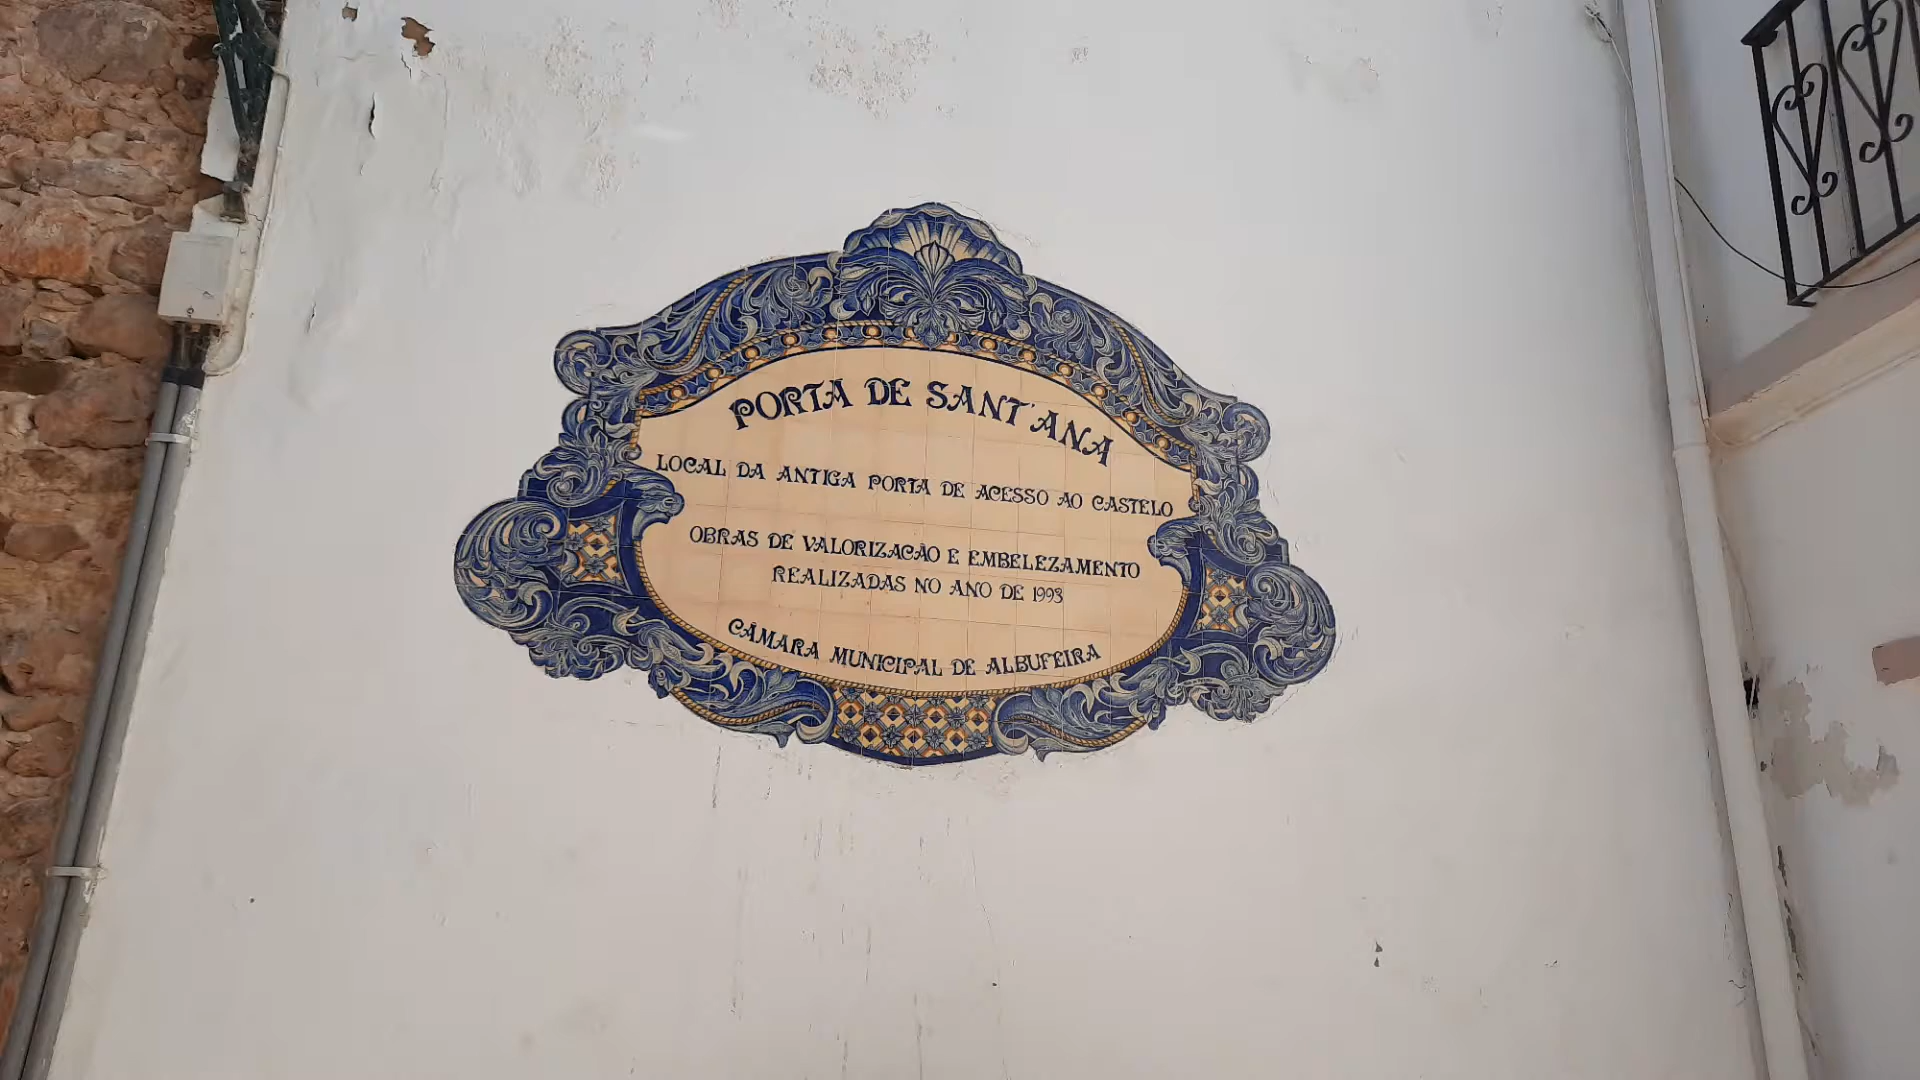 PORTA DE SANT'ANA
LOCAL DA ANTIGA PORTA DE ACESSO AO CASTELO
OBRAS DE VALORIZAÇÃO E EMBELEZAMENTO
REALIZADAS NO ANO DE 1993
CÂMARA MUNICIPAL DE ALBUFEIRA